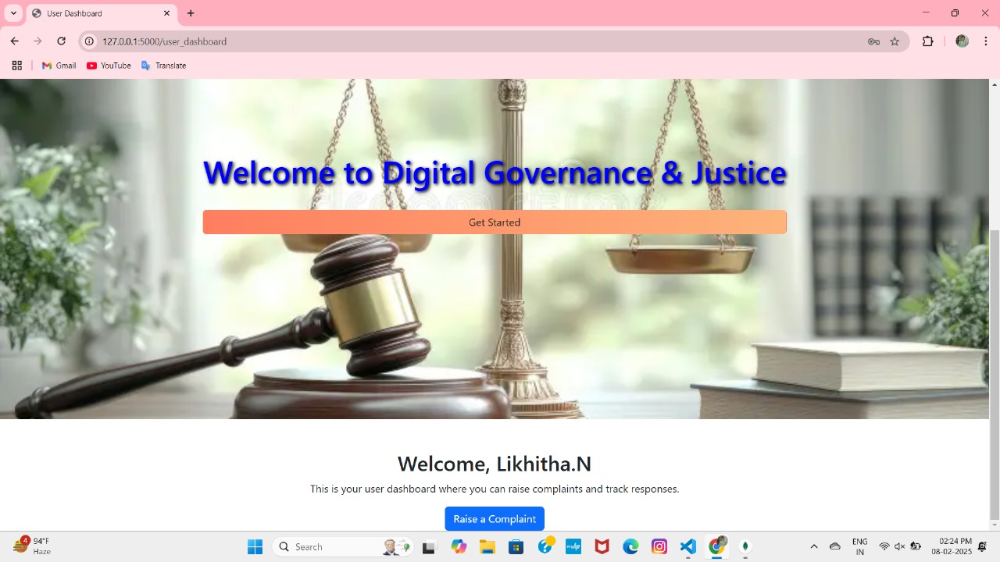 User Dashboard
127.0.0.1:5000/user_dashboard
Gmail YouTube Translate
Welcome to Digital Governance & Justice
Get Started
Welcome, Likhitha.N
This is your user dashboard where you can raise complaints and track responses.
Raise a Complaint
4
94°F
Haze
Search
ENG
IN
02:24 PM
08-02-2025